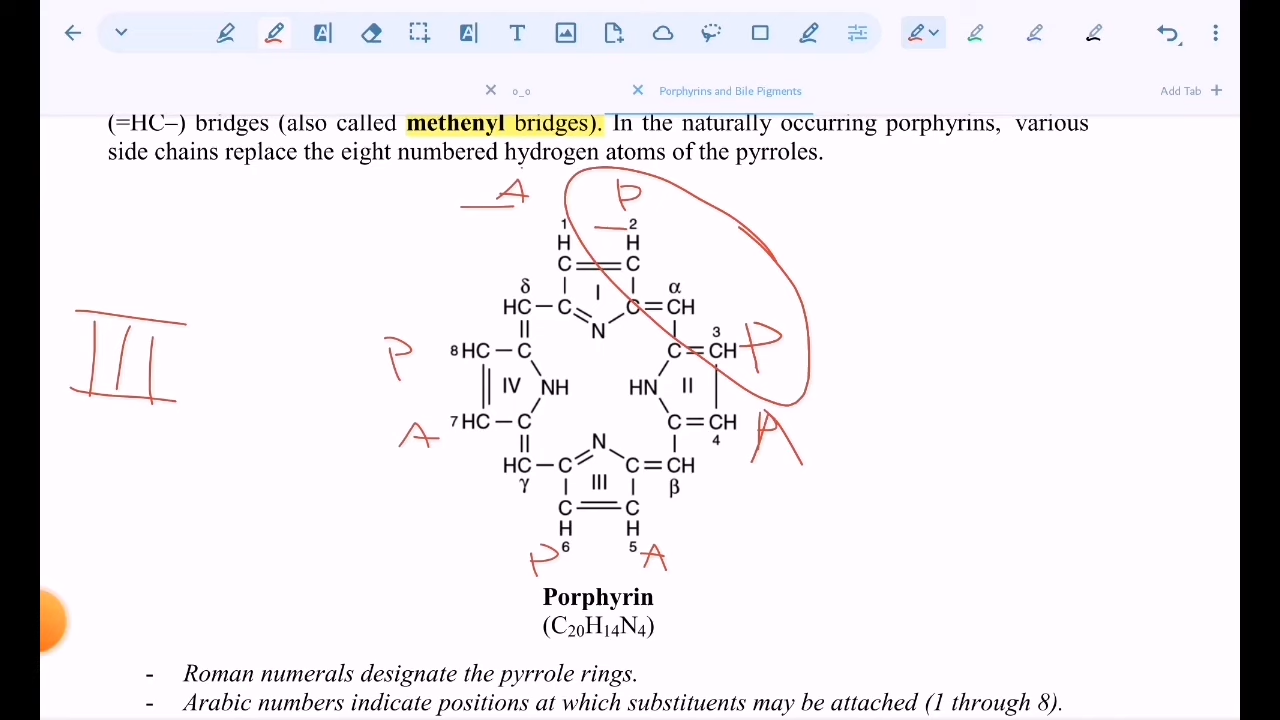 o_o
Porphyrins and Bile Pigments
Add Tab +
(=HC–) bridges (also called methenyl bridges). In the naturally occurring porphyrins, various
side chains replace the eight numbered hydrogen atoms of the pyrroles.
A P
1 2
H H
C C
δ I α
HC – C C = CH
N
3
P 8 HC – C C = CH P
III
IV NH HN II
A 7 HC – C C = CH A
4
N
HC – C C = CH
γ III β
C C
H H
P 6 5 A
Porphyrin
(C20H14N4)
- Roman numerals designate the pyrrole rings.
- Arabic numbers indicate positions at which substituents may be attached (1 through 8).